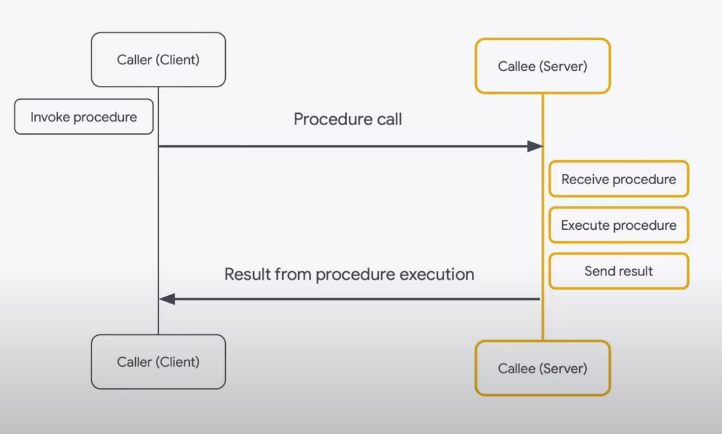 Caller (Client)
Callee (Server)
Invoke procedure
Procedure call
Receive procedure
Execute procedure
Send result
Result from procedure execution
Caller (Client)
Callee (Server)